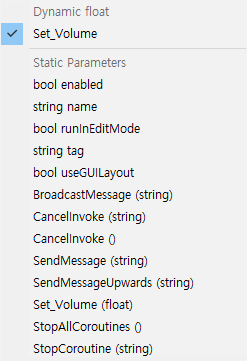 Dynamic float
Set_Volume
Static Parameters
bool enabled
string name
bool runInEditMode
string tag
bool useGUILayout
BroadcastMessage (string)
CancelInvoke (string)
CancelInvoke ()
SendMessage (string)
SendMessageUpwards (string)
Set_Volume (float)
StopAllCoroutines ()
StopCoroutine (string)